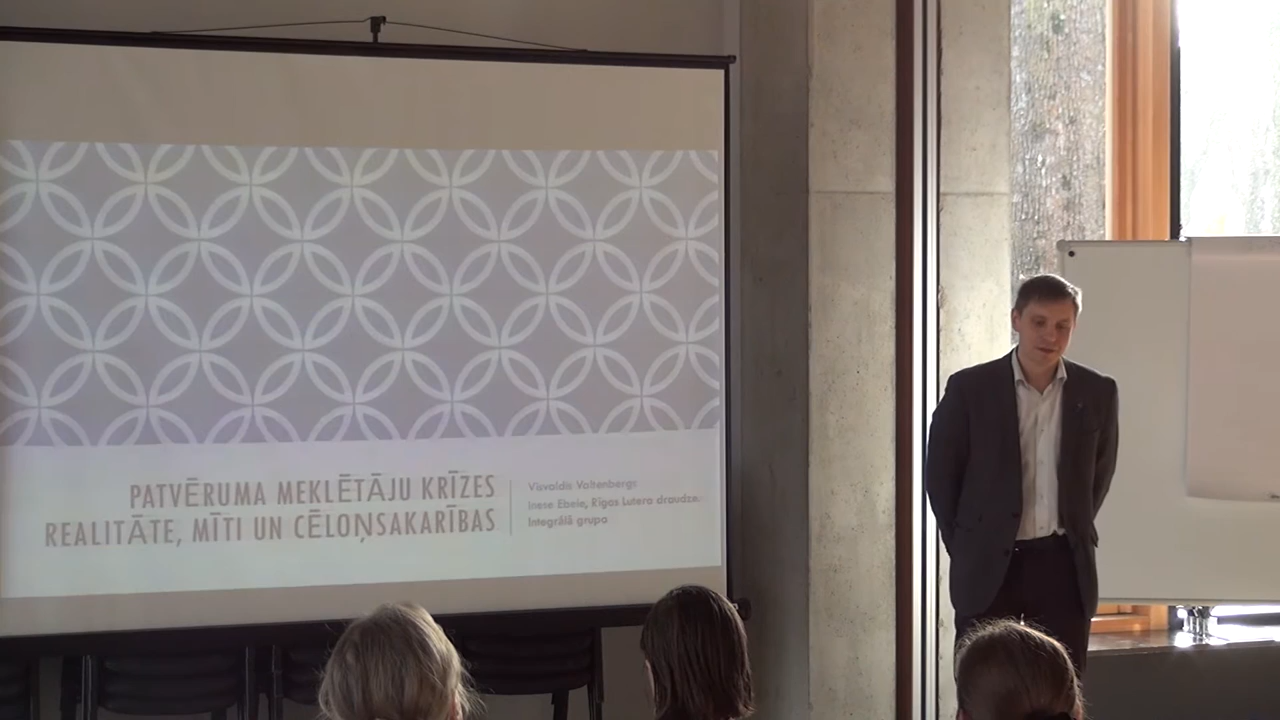 PATVĒRUMA MEKLĒTĀJU KRĪZES
REALITĀTE, MĪTI UN CĒLOŅSAKARĪBAS
Visvaldis Valtenbergs
Inese Ebele, Rīgas Lutera draudze.
Integrālā grupa